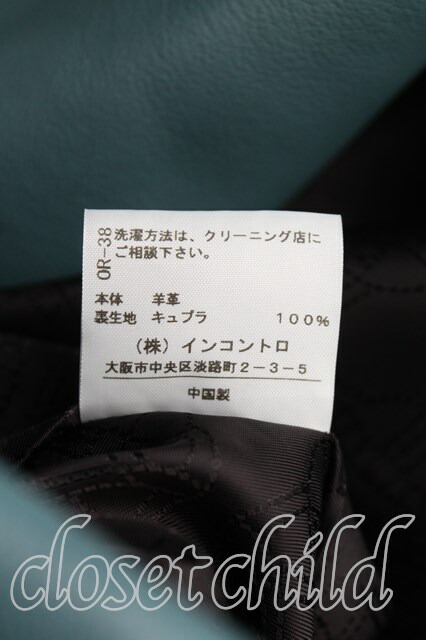 OR-38
洗濯方法は、クリーニング店に
ご相談下さい。
本体 羊革
裏生地 キュプラ 100%
(株)インコントロ
大阪市中央区淡路町2-3-5
中国製
closet child